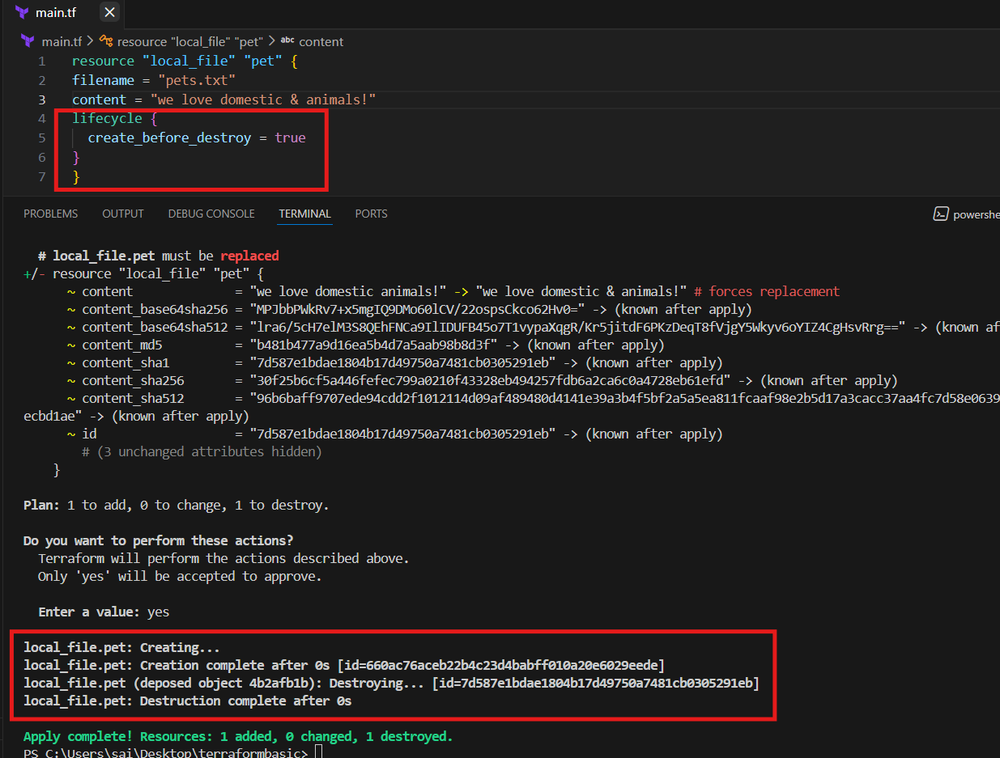 main.tf
main.tf > resource "local_file" "pet" > abc content
1 resource "local_file" "pet" {
2 filename = "pets.txt"
3 content = "we love domestic & animals!"
4 lifecycle {
5 create_before_destroy = true
6 }
7 }
PROBLEMS OUTPUT DEBUG CONSOLE TERMINAL PORTS powershe
# local_file.pet must be replaced
+/- resource "local_file" "pet" {
~ content = "we love domestic animals!" -> "we love domestic & animals!" # forces replacement
~ content_base64sha256 = "MPJbbPWkRv7+x5mgIQ9DMo60lCV/22ospsCkco62Hv0=" -> (known after apply)
~ content_base64sha512 = "lra6/5cH7elM3S8QEhFNCa9IlIDUFB45o7T1vypaXqgR/Kr5jitdF6PKzDeqT8fVjgY5Wkyv6oYIZ4CgHsvRrg==" -> (known af
~ content_md5 = "b481b477a9d16ea5b4d7a5aab98b8d3f" -> (known after apply)
~ content_sha1 = "7d587e1bdae1804b17d49750a7481cb0305291eb" -> (known after apply)
~ content_sha256 = "30f25b6cf5a446fefec799a0210f43328eb494257fdb6a2ca6c0a4728eb61efd" -> (known after apply)
~ content_sha512 = "96b6baff9707ede94cdd2f1012114d09af489480d4141e39a3b4f5bf2a5a5ea811fcaaf98e2b5d17a3cacc37aa4fc7d58e0639
ecbd1ae" -> (known after apply)
~ id = "7d587e1bdae1804b17d49750a7481cb0305291eb" -> (known after apply)
# (3 unchanged attributes hidden)
}
Plan: 1 to add, 0 to change, 1 to destroy.
Do you want to perform these actions?
Terraform will perform the actions described above.
Only 'yes' will be accepted to approve.
Enter a value: yes
local_file.pet: Creating...
local_file.pet: Creation complete after 0s [id=660ac76aceb22b4c23d4babff010a20e6029eede]
local_file.pet (deposed object 4b2afb1b): Destroying... [id=7d587e1bdae1804b17d49750a7481cb0305291eb]
local_file.pet: Destruction complete after 0s
Apply complete! Resources: 1 added, 0 changed, 1 destroyed.
PS C:\Users\sai\Desktop\terraformbasic>